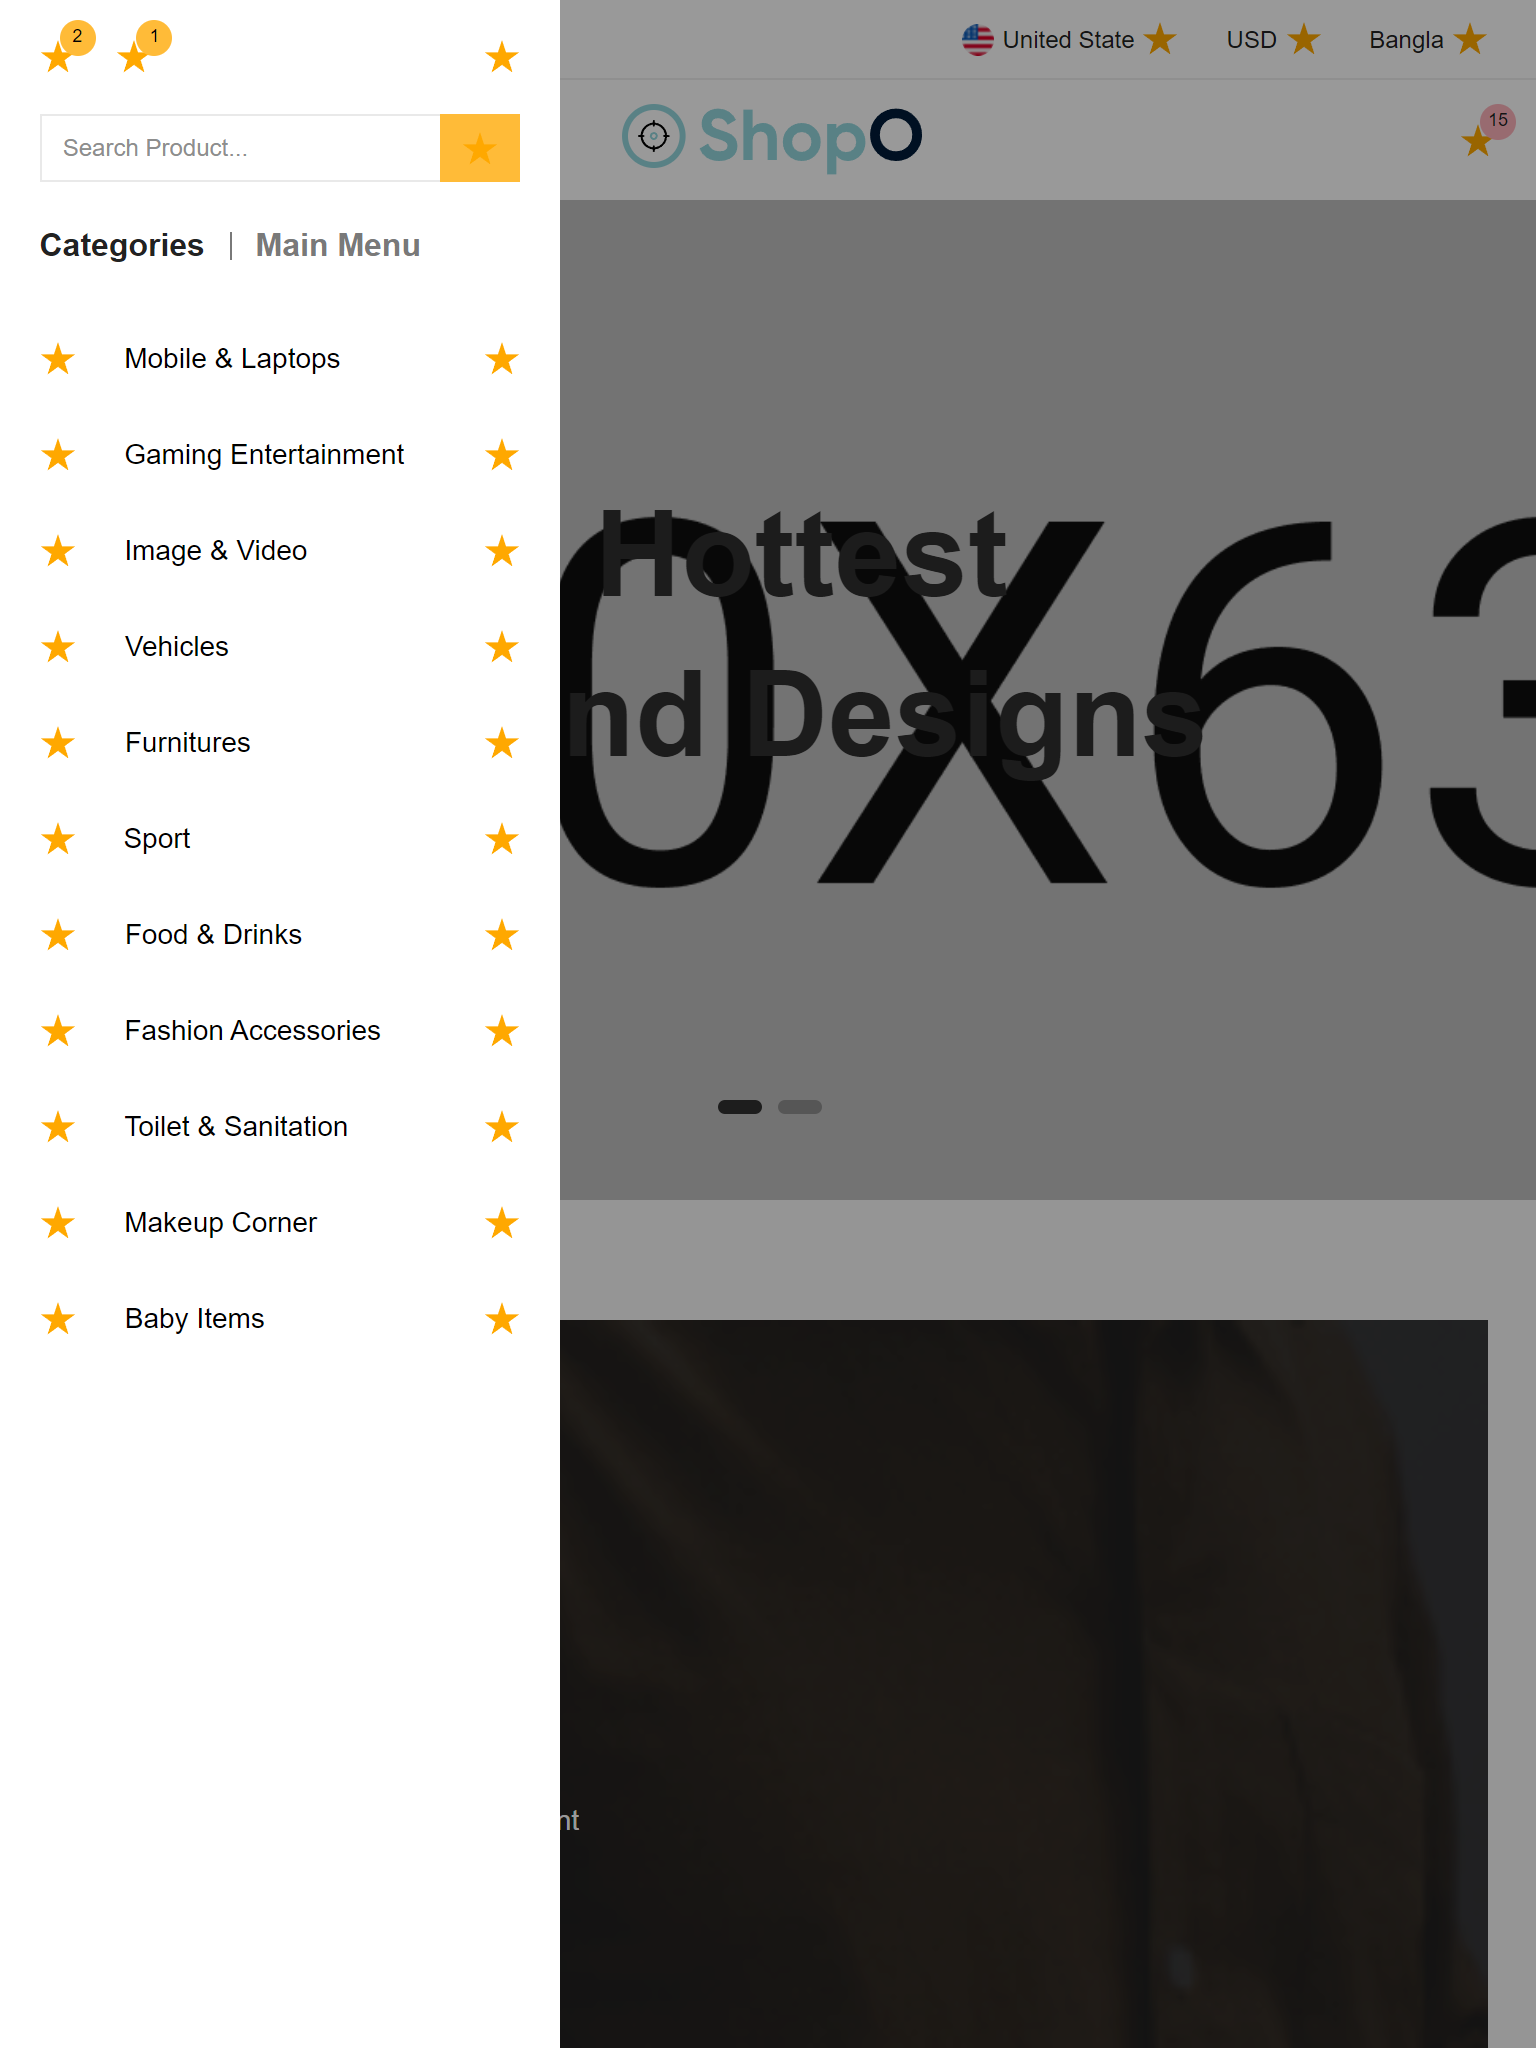 2 1
United State USD Bangla
15
ShopO
Search Product...
Categories | Main Menu
Mobile & Laptops
Gaming Entertainment
Image & Video
Vehicles
Furnitures
Sport
Food & Drinks
Fashion Accessories
Toilet & Sanitation
Makeup Corner
Baby Items
Hottest
nd Designs
0X63
nt